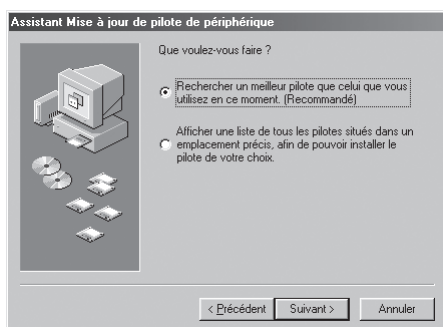 Assistant Mise à jour de pilote de périphérique
Que voulez-vous faire ?
Rechercher un meilleur pilote que celui que vous
utilisez en ce moment. (Recommandé)
Afficher une liste de tous les pilotes situés dans un
emplacement précis, afin de pouvoir installer le
pilote de votre choix.
< Précédent
Suivant >
Annuler